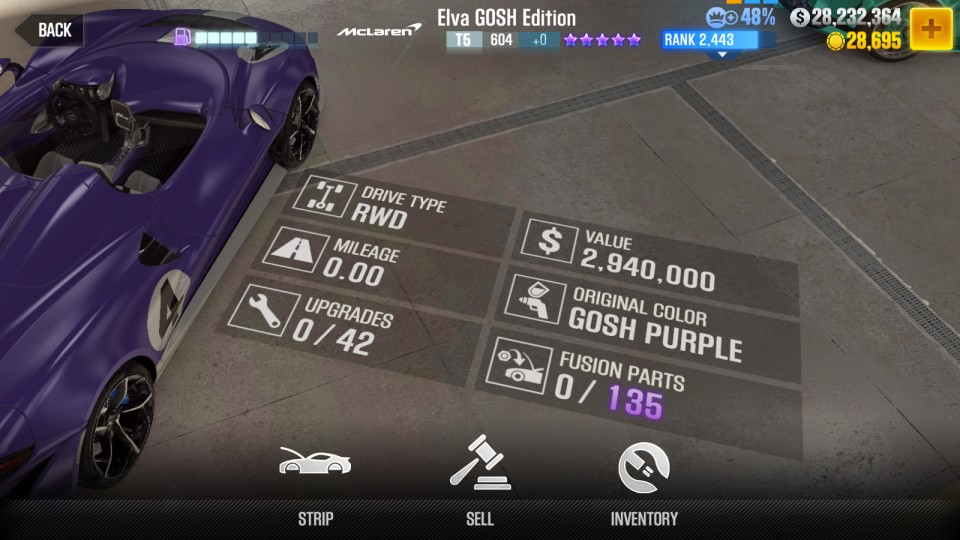 BACK
McLaren
Elva GOSH Edition
T5 604 +0
48%
RANK 2,443
28,232,364
28,695
DRIVE TYPE
RWD
MILEAGE
0.00
UPGRADES
0 / 42
VALUE
2,940,000
ORIGINAL COLOR
GOSH PURPLE
FUSION PARTS
0 / 135
STRIP
SELL
INVENTORY